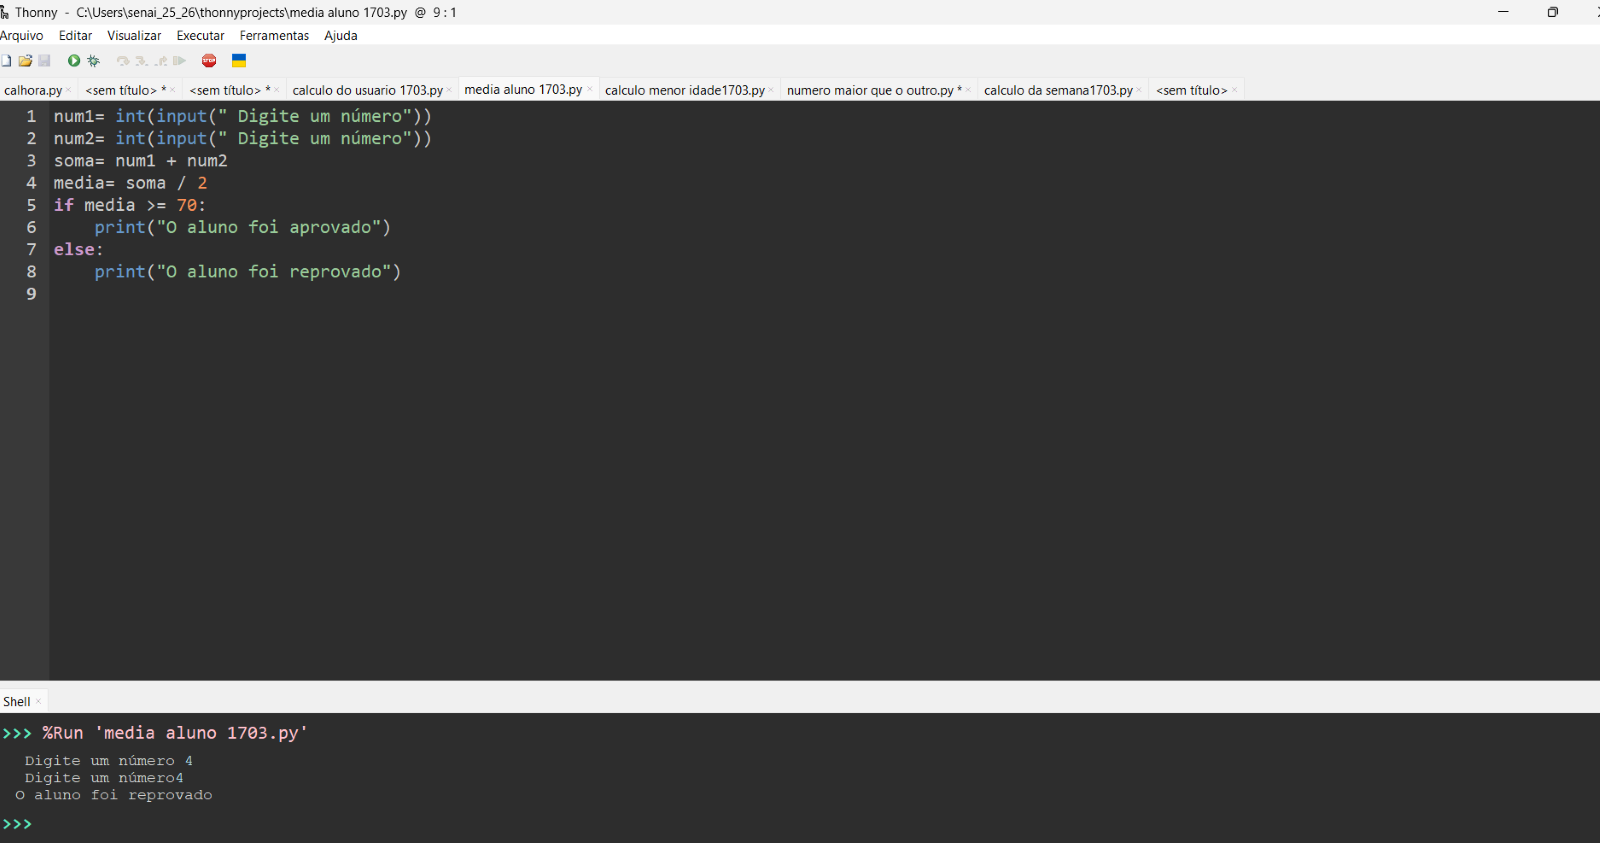 Thonny - C:\Users\senai_25_26\thonnyprojects\media aluno 1703.py @ 9:1
Arquivo Editar Visualizar Executar Ferramentas Ajuda
STOP
calhora.py × <sem título> * × <sem título> * × calculo do usuario 1703.py × media aluno 1703.py × calculo menor idade1703.py × numero maior que o outro.py * × calculo da semana1703.py × <sem título> ×
1 num1= int(input(" Digite um número"))
2 num2= int(input(" Digite um número"))
3 soma= num1 + num2
4 media= soma / 2
5 if media >= 70:
6     print("O aluno foi aprovado")
7 else:
8     print("O aluno foi reprovado")
9
Shell ×
>>> %Run 'media aluno 1703.py'
Digite um número 4
Digite um número4
O aluno foi reprovado
>>>